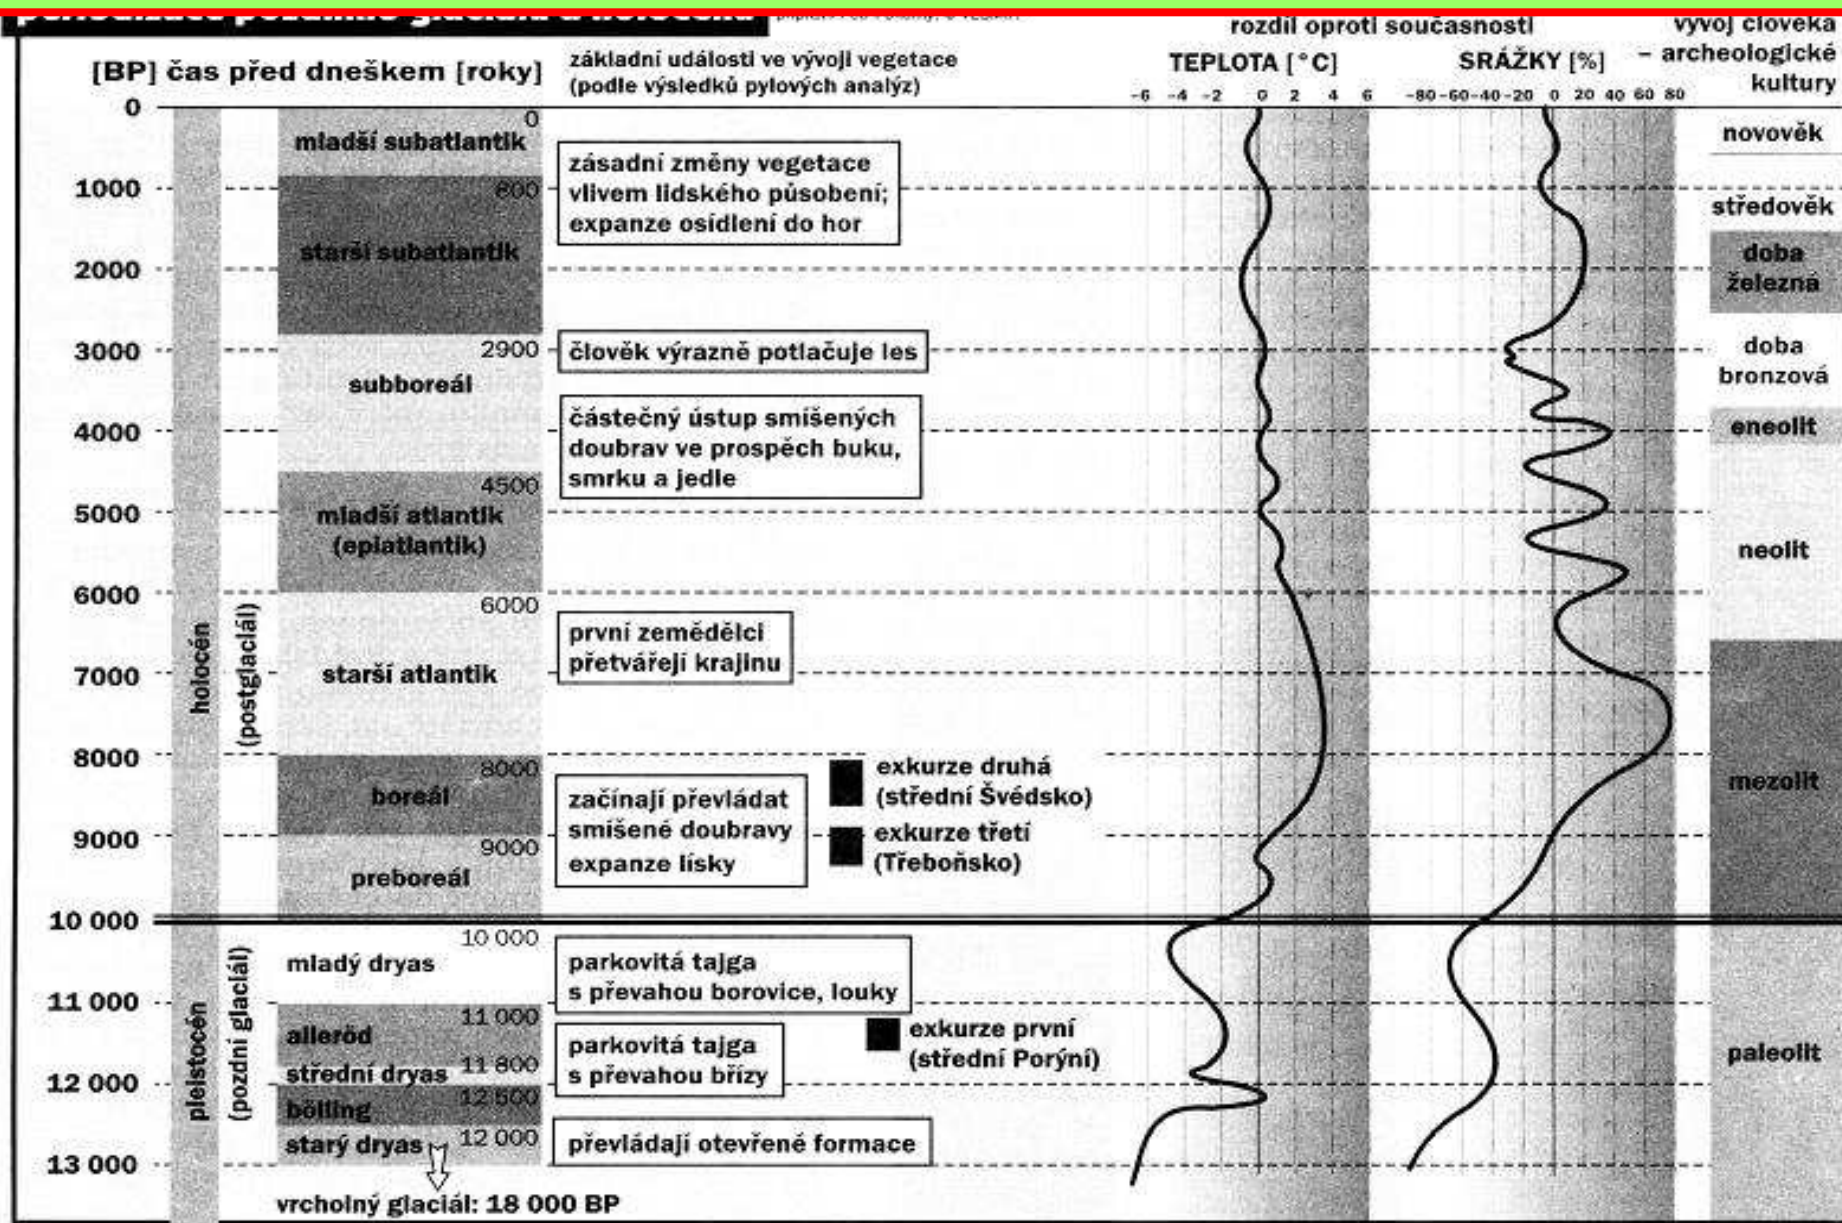 rozdíl oproti současnosti
vývoj člověka
– archeologické
kultury
[BP] čas před dneškem [roky]
základní události ve vývoji vegetace
(podle výsledků pylových analýz)
TEPLOTA [°C]
SRÁŽKY [%]
-6 -4 -2 0 2 4 6
-80 -60 -40 -20 0 20 40 60 80
0
1000
2000
3000
4000
5000
6000
7000
8000
9000
10 000
11 000
12 000
13 000
holocén
(postglaciál)
pleistocén
(pozdní glaciál)
0
mladší subatlantik
800
starší subatlantik
2900
subboreál
4500
mladší atlantik
(epiatlantik)
6000
starší atlantik
8000
boreál
9000
preboreál
10 000
mladý dryas
11 000
alleröd
11 800
střední dryas
12 500
bölling
12 000
starý dryas
vrcholný glaciál: 18 000 BP
zásadní změny vegetace
vlivem lidského působení;
expanze osídlení do hor
člověk výrazně potlačuje les
částečný ústup smíšených
doubrav ve prospěch buku,
smrku a jedle
první zemědělci
přetvářejí krajinu
začínají převládat
smíšené doubravy
expanze lísky
exkurze druhá
(střední Švédsko)
exkurze třetí
(Třeboňsko)
parkovitá tajga
s převahou borovice, louky
parkovitá tajga
s převahou břízy
exkurze první
(střední Porýní)
převládají otevřené formace
novověk
středověk
doba
železná
doba
bronzová
eneolit
neolit
mezolit
paleolit